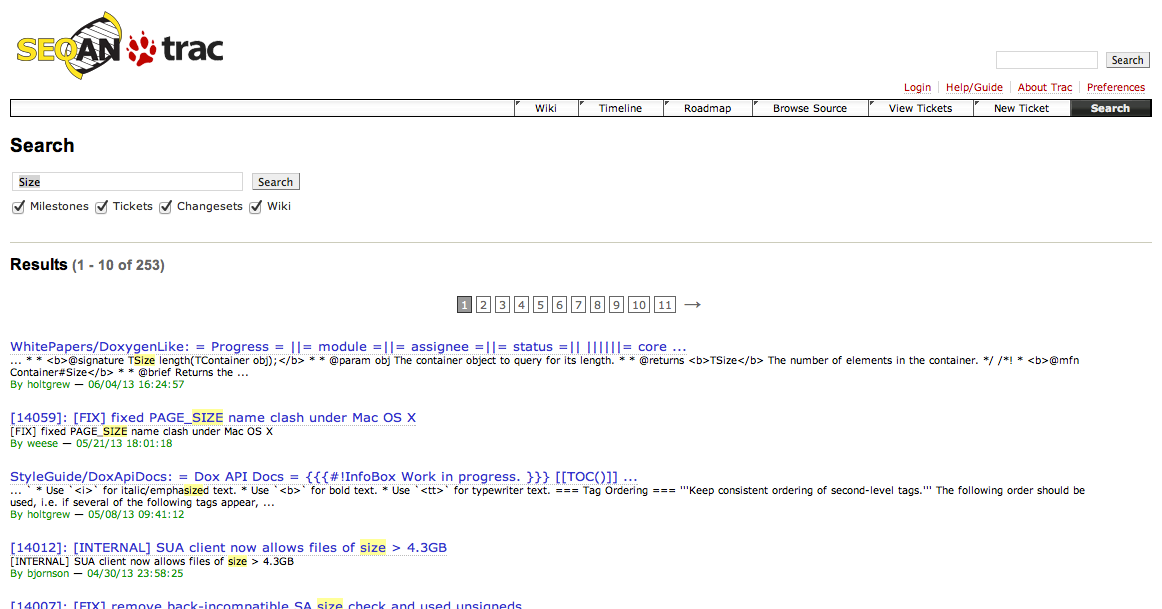 SEQAN trac
Search
Login Help/Guide About Trac Preferences
Wiki Timeline Roadmap Browse Source View Tickets New Ticket Search
Search
Size Search
Milestones Tickets Changesets Wiki
Results (1 - 10 of 253)
1 2 3 4 5 6 7 8 9 10 11 →
WhitePapers/DoxygenLike: = Progress = ||= module =||= assignee =||= status =|| ||||||= core ...
... * * <b>@signature TSize length(TContainer obj);</b> * * @param obj The container object to query for its length. * * @returns <b>TSize</b> The number of elements in the container. */ /*! * <b>@mfn
Container#Size</b> * * @brief Returns the ...
By holtgrew — 06/04/13 16:24:57
[14059]: [FIX] fixed PAGE_SIZE name clash under Mac OS X
[FIX] fixed PAGE_SIZE name clash under Mac OS X
By weese — 05/21/13 18:01:18
StyleGuide/DoxApiDocs: = Dox API Docs = {{{#!InfoBox Work in progress. }}} [[TOC()]] ...
... ` * Use `<i>` for italic/emphasized text. * Use `<b>` for bold text. * Use `<tt>` for typewriter text. === Tag Ordering === '''Keep consistent ordering of second-level tags.''' The following order should be
used, i.e. if several of the following tags appear, ...
By holtgrew — 05/08/13 09:41:12
[14012]: [INTERNAL] SUA client now allows files of size > 4.3GB
[INTERNAL] SUA client now allows files of size > 4.3GB
By bjornson — 04/30/13 23:58:25
[14007]: [FIX] remove back-incompatible SA size check and used unsigneds